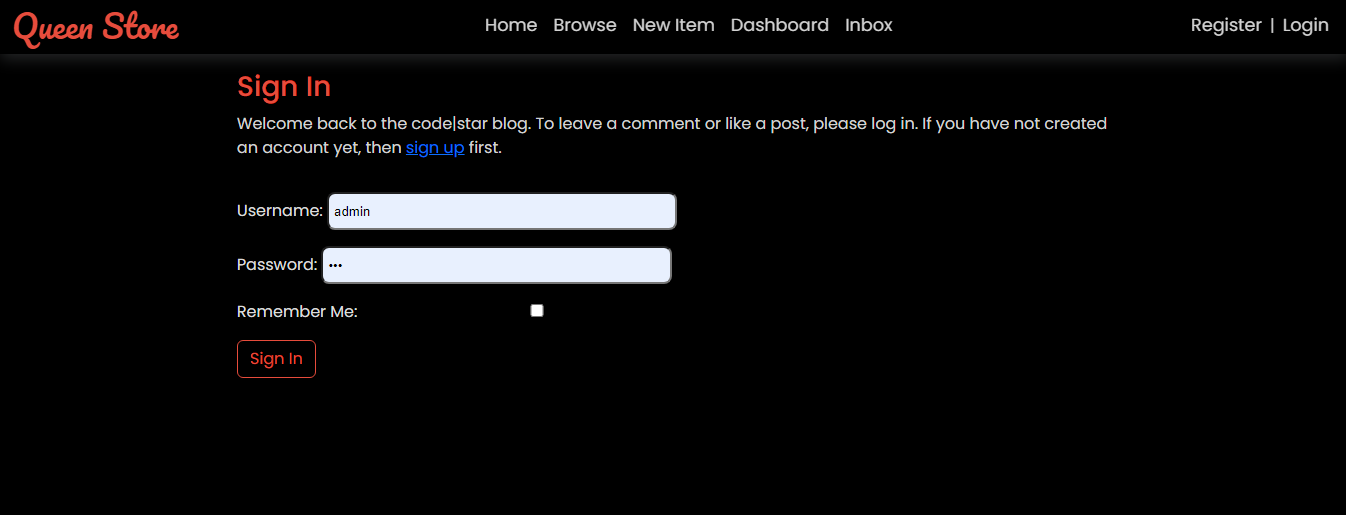 Queen Store
Home Browse New Item Dashboard Inbox
Register | Login
Sign In
Welcome back to the code|star blog. To leave a comment or like a post, please log in. If you have not created
an account yet, then sign up first.
Username: admin
Password: •••
Remember Me:
Sign In